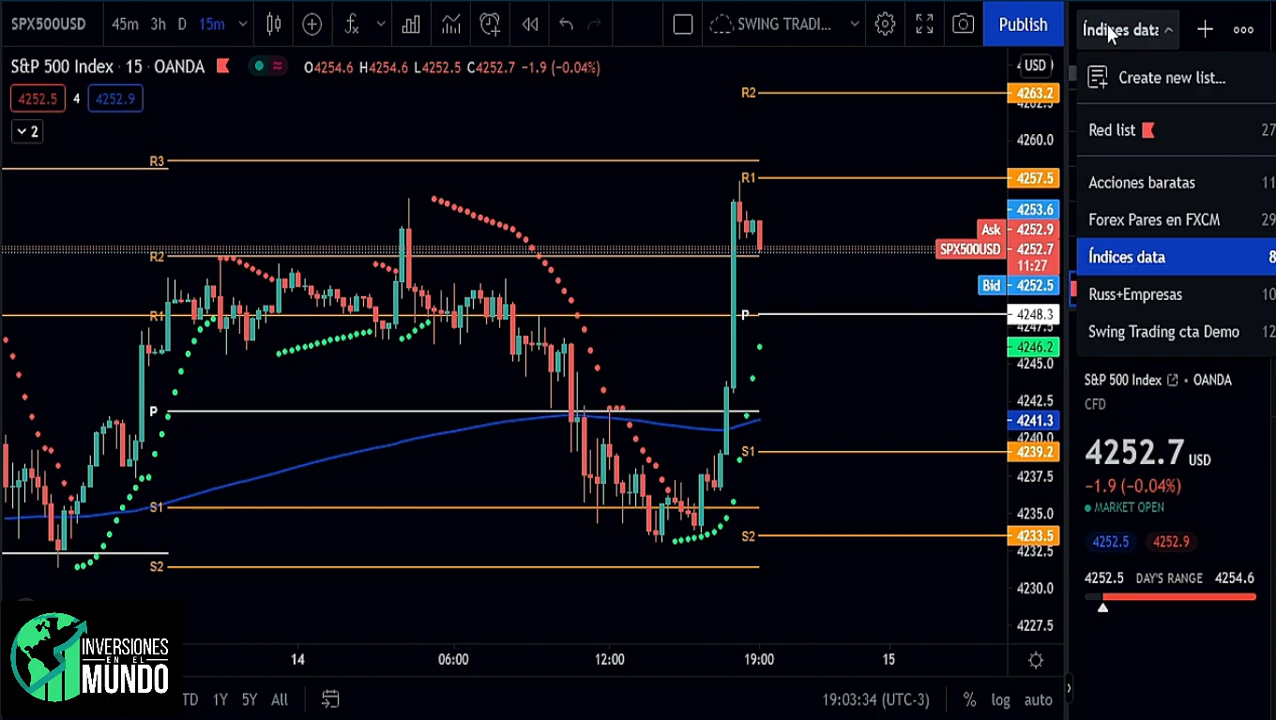 SPX500USD 45m 3h D 15m SWING TRADI... Publish
S&P 500 Index · 15 · OANDA O4254.6 H4254.6 L4252.5 C4252.7 −1.9 (−0.04%)
4252.5 4 4252.9
2
USD
R2 4263.2
4260.0
R3
R1 4257.5
4253.6
Ask 4252.9
SPX500USD 4252.7
11:27
R2
Bid 4252.5
R1
P 4248.3
4247.5
4246.2
4245.0
4242.5
P
4241.3
4240.0
S1 4239.2
4237.5
S1
4235.0
S2 4233.5
4232.5
S2
4230.0
4227.5
14 06:00 12:00 19:00 15
TD 1Y 5Y All 19:03:34 (UTC-3) % log auto
INVERSIONES
EN EL
MUNDO
Índices data
Create new list...
Red list 27
Acciones baratas 11
Forex Pares en FXCM 29
Índices data 8
Russ+Empresas 10
Swing Trading cta Demo 12
S&P 500 Index · OANDA
CFD
4252.7 USD
−1.9 (−0.04%)
MARKET OPEN
4252.5 4252.9
4252.5 DAY'S RANGE 4254.6